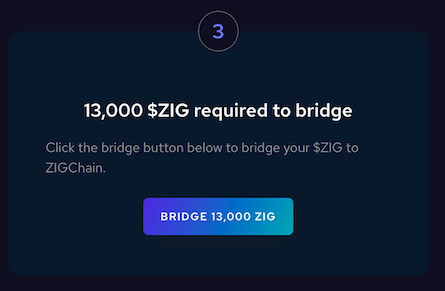 3
13,000 $ZIG required to bridge
Click the bridge button below to bridge your $ZIG to
ZIGChain.
BRIDGE 13,000 ZIG